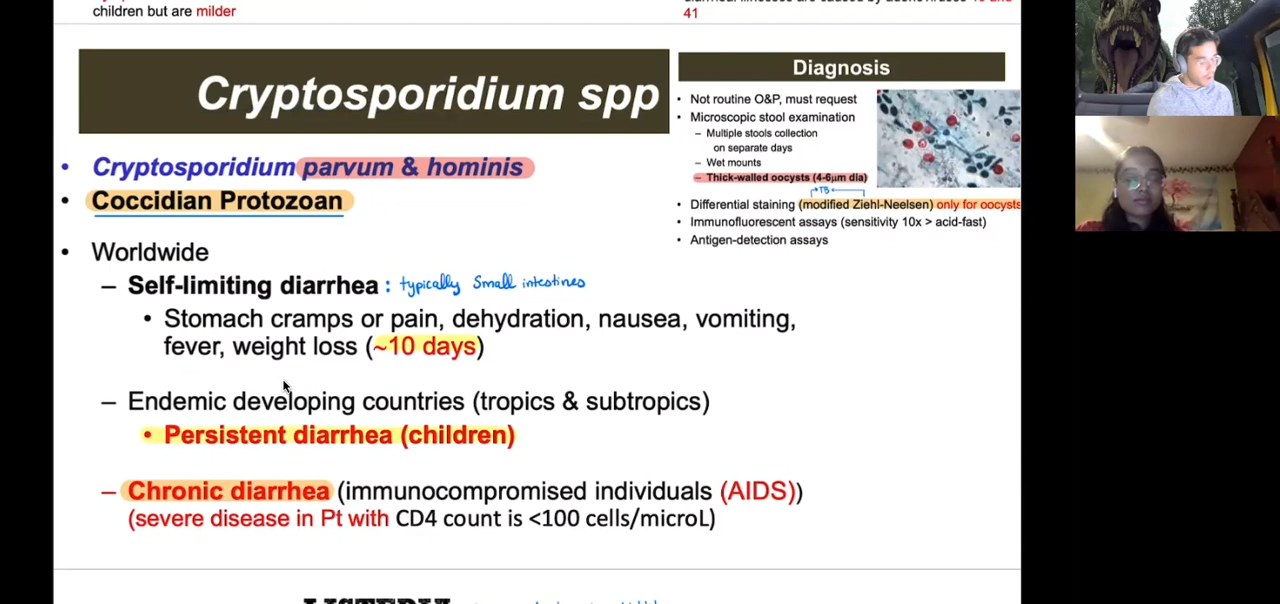 children but are milder
41
Cryptosporidium spp
• Cryptosporidium parvum & hominis
• Coccidian Protozoan
• Worldwide
– Self-limiting diarrhea : typically Small intestines
• Stomach cramps or pain, dehydration, nausea, vomiting,
fever, weight loss (~10 days)
– Endemic developing countries (tropics & subtropics)
• Persistent diarrhea (children)
– Chronic diarrhea (immunocompromised individuals (AIDS))
(severe disease in Pt with CD4 count is <100 cells/microL)
Diagnosis
• Not routine O&P, must request
• Microscopic stool examination
– Multiple stools collection
on separate days
– Wet mounts
– Thick-walled oocysts (4-6μm dia)
TB
• Differential staining (modified Ziehl-Neelsen) only for oocysts
• Immunofluorescent assays (sensitivity 10x > acid-fast)
• Antigen-detection assays